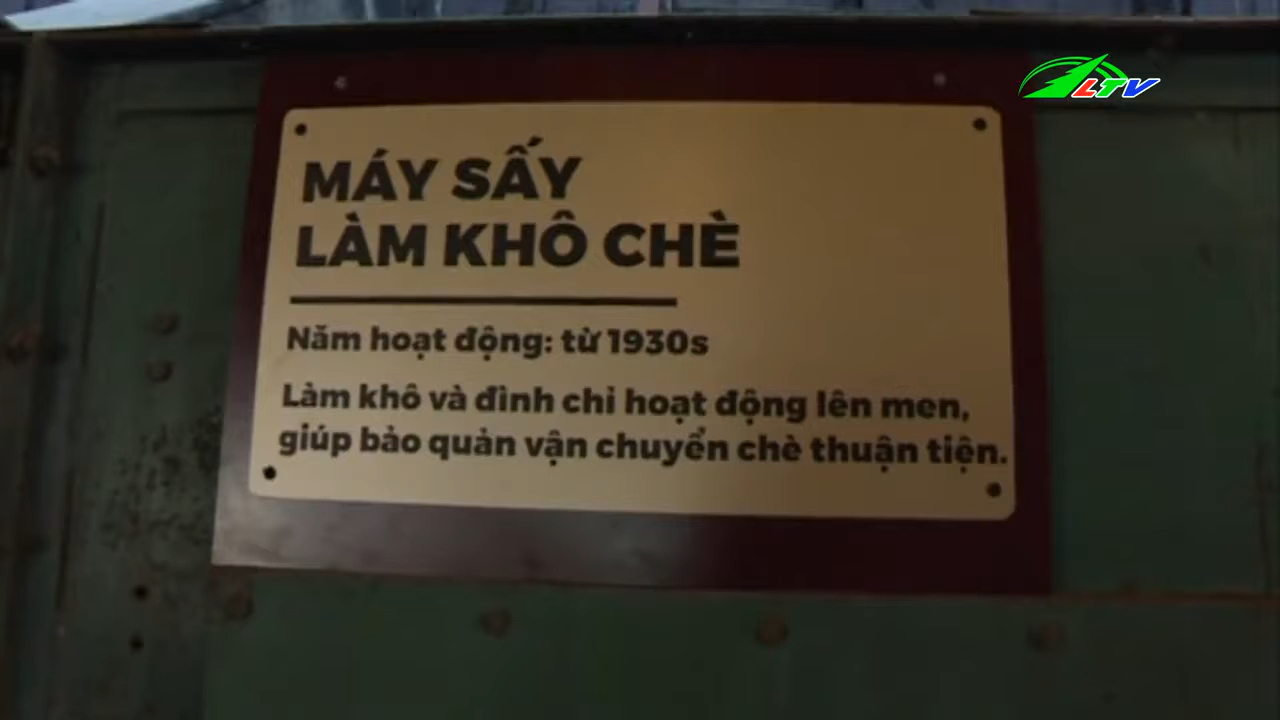 LTV
MÁY SẤY
LÀM KHÔ CHÈ
Năm hoạt động: từ 1930s
Làm khô và đình chỉ hoạt động lên men,
giúp bảo quản vận chuyển chè thuận tiện.